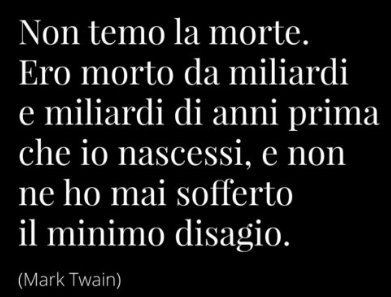 Non temo la morte.
Ero morto da miliardi
e miliardi di anni prima
che io nascessi, e non
ne ho mai sofferto
il minimo disagio.
(Mark Twain)